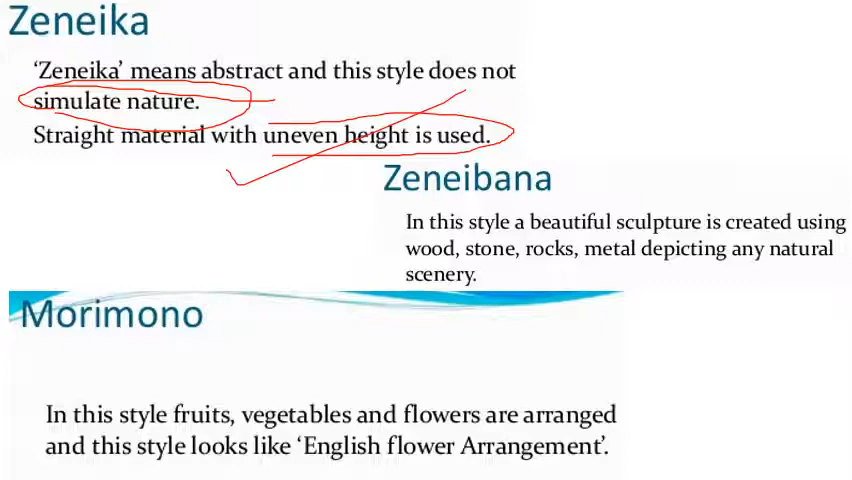 Zeneika
‘Zeneika’ means abstract and this style does not
simulate nature.
Straight material with uneven height is used.
Zeneibana
In this style a beautiful sculpture is created using
wood, stone, rocks, metal depicting any natural
scenery.
Morimono
In this style fruits, vegetables and flowers are arranged
and this style looks like ‘English flower Arrangement’.